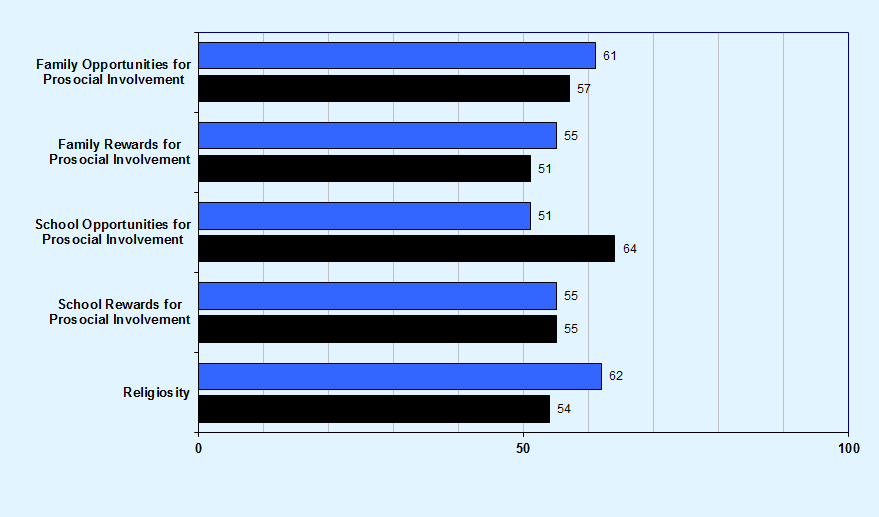 Family Opportunities for
Prosocial Involvement
61
57
Family Rewards for
Prosocial Involvement
55
51
School Opportunities for
Prosocial Involvement
51
64
School Rewards for
Prosocial Involvement
55
55
Religiosity
62
54
0
50
100